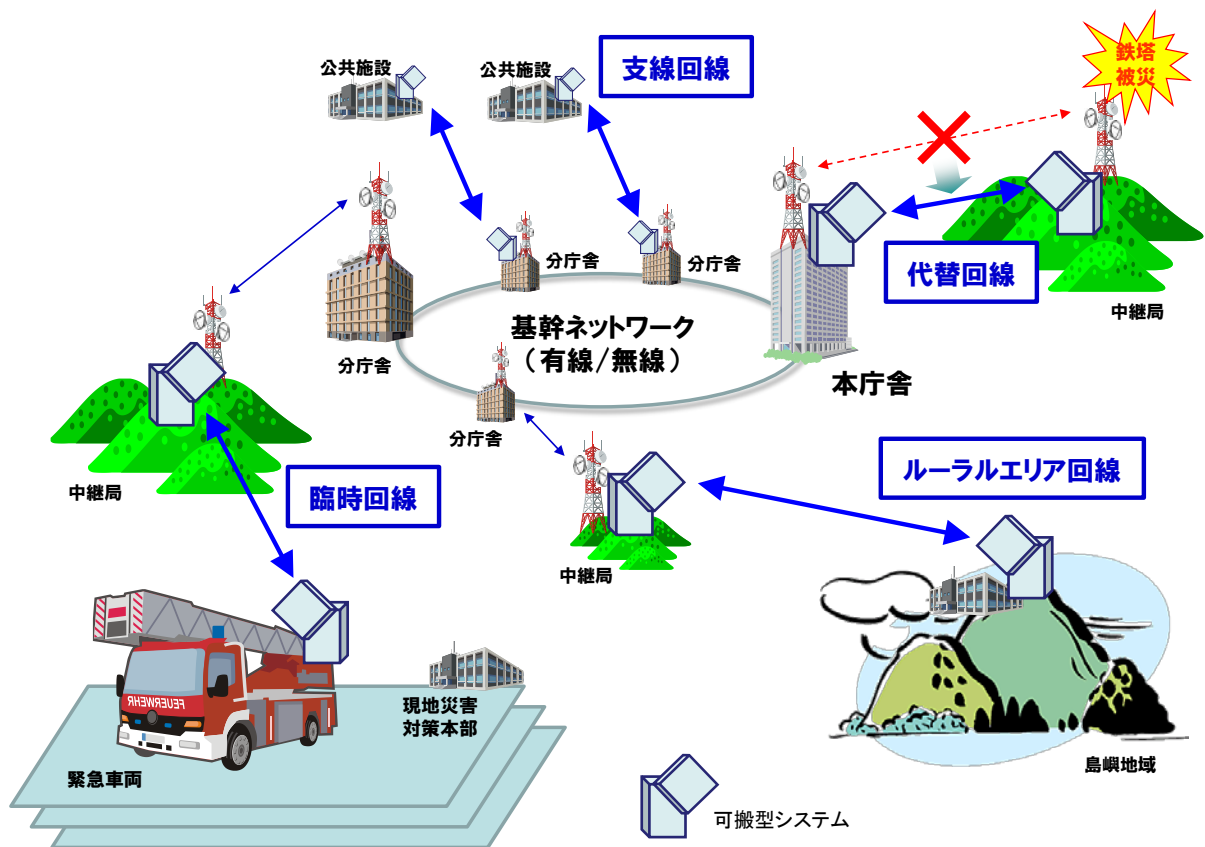 公共施設
公共施設
支線回線
鉄塔
被災
分庁舎
分庁舎
代替回線
中継局
基幹ネットワーク
（有線/無線）
分庁舎
本庁舎
分庁舎
中継局
臨時回線
ルーラルエリア回線
中継局
FEUERWEHR
現地災害
対策本部
緊急車両
島嶼地域
可搬型システム